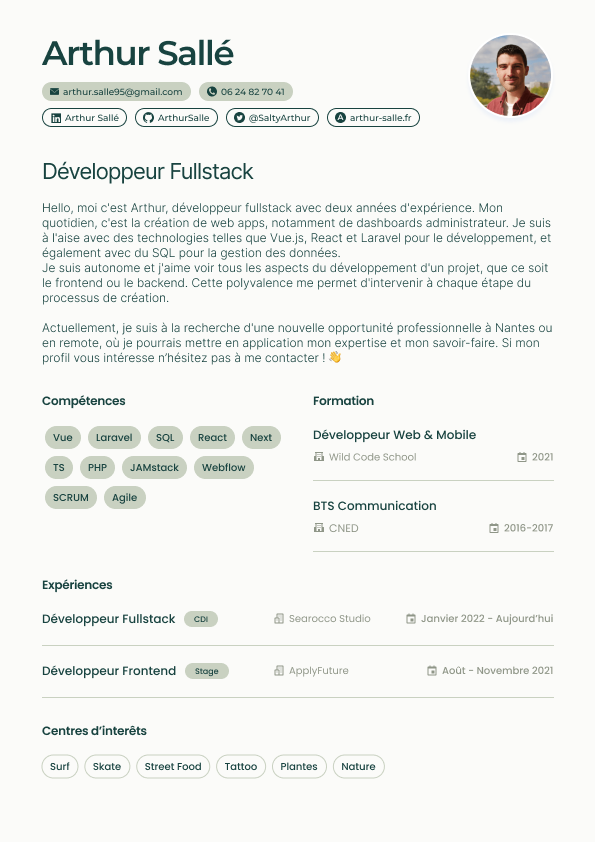 Arthur Sallé
arthur.salle95@gmail.com 06 24 82 70 41
Arthur Sallé ArthurSalle @SaltyArthur arthur-salle.fr
Développeur Fullstack
Hello, moi c'est Arthur, développeur fullstack avec deux années d'expérience. Mon
quotidien, c'est la création de web apps, notamment de dashboards administrateur. Je suis
à l'aise avec des technologies telles que Vue.js, React et Laravel pour le développement, et
également avec du SQL pour la gestion des données.
Je suis autonome et j'aime voir tous les aspects du développement d'un projet, que ce soit
le frontend ou le backend. Cette polyvalence me permet d'intervenir à chaque étape du
processus de création.
Actuellement, je suis à la recherche d'une nouvelle opportunité professionnelle à Nantes ou
en remote, où je pourrais mettre en application mon expertise et mon savoir-faire. Si mon
profil vous intéresse n'hésitez pas à me contacter ! 👋
Compétences
Vue Laravel SQL React Next
TS PHP JAMstack Webflow
SCRUM Agile
Formation
Développeur Web & Mobile
Wild Code School 2021
BTS Communication
CNED 2016-2017
Expériences
Développeur Fullstack CDI Searocco Studio Janvier 2022 - Aujourd'hui
Développeur Frontend Stage ApplyFuture Août - Novembre 2021
Centres d'interêts
Surf Skate Street Food Tattoo Plantes Nature